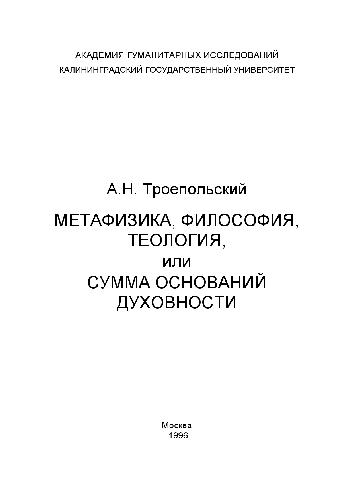 АКАДЕМИЯ ГУМАНИТАРНЫХ ИССЛЕДОВАНИЙ
КАЛИНИНГРАДСКИЙ ГОСУДАРСТВЕННЫЙ УНИВЕРСИТЕТ
А.Н. Троепольский
МЕТАФИЗИКА, ФИЛОСОФИЯ,
ТЕОЛОГИЯ,
или
СУММА ОСНОВАНИЙ
ДУХОВНОСТИ
Москва
1996